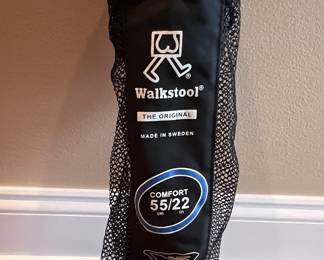 ®
Walkstool®
THE ORIGINAL
MADE IN SWEDEN
COMFORT
55/22
cm in